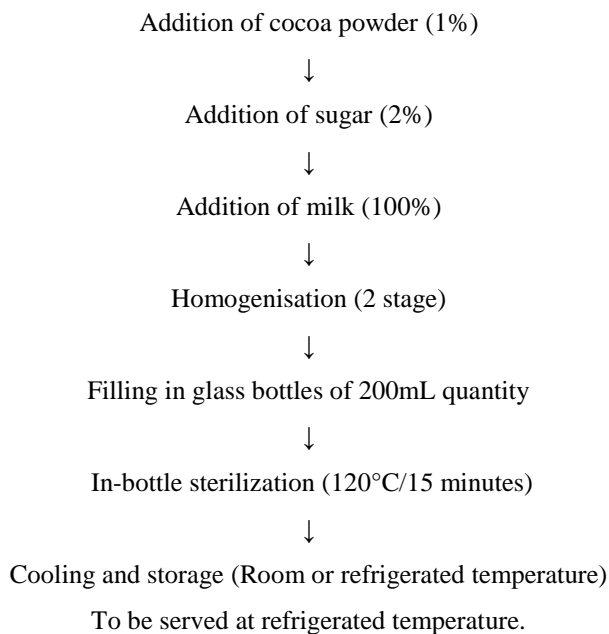 Addition of cocoa powder (1%)
↓
Addition of sugar (2%)
↓
Addition of milk (100%)
↓
Homogenisation (2 stage)
↓
Filling in glass bottles of 200mL quantity
↓
In-bottle sterilization (120°C/15 minutes)
↓
Cooling and storage (Room or refrigerated temperature)
To be served at refrigerated temperature.